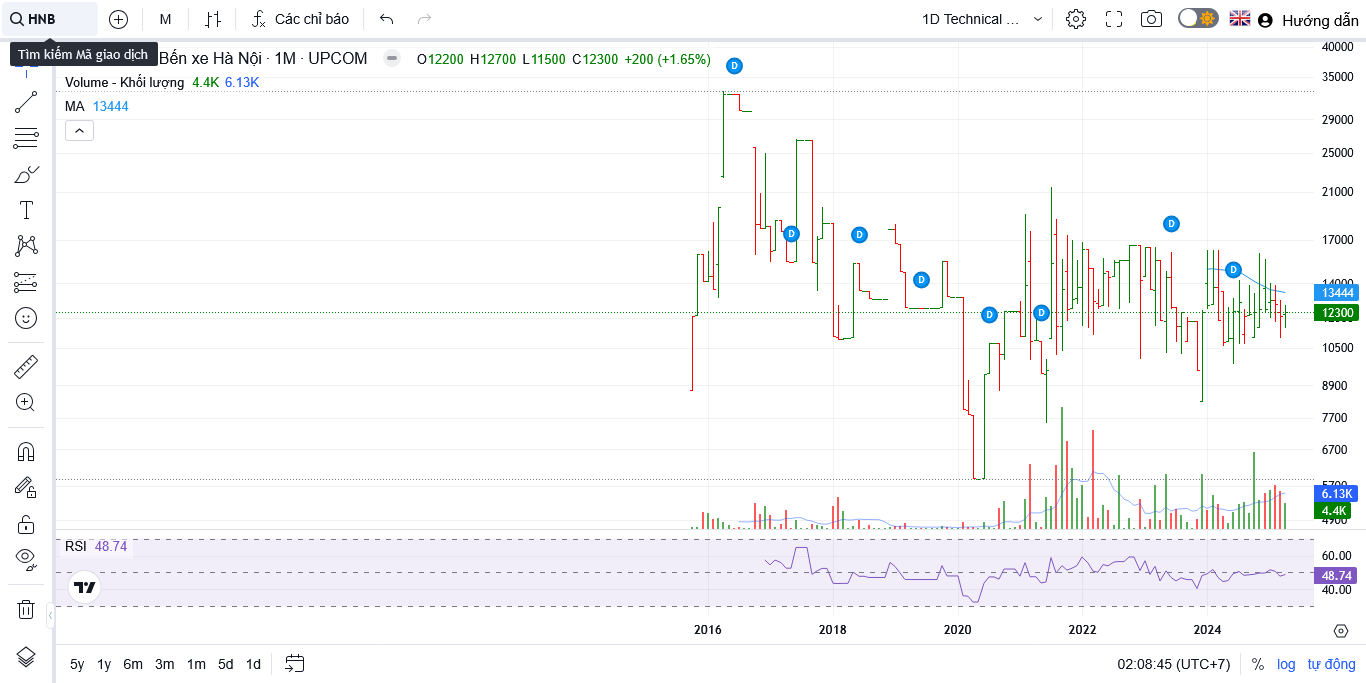 HNB
M
Các chỉ báo
1D Technical ...
Hướng dẫn
Tìm kiếm Mã giao dịch
Bến xe Hà Nội · 1M · UPCOM
O12200 H12700 L11500 C12300 +200 (+1.65%)
Volume - Khối lượng 4.4K 6.13K
MA 13444
D
D
D
D
D
D
D
D
40000
35000
29000
25000
21000
17000
14000
13444
12300
10500
8900
7700
6700
5700
6.13K
4.4K
4900
RSI 48.74
60.00
48.74
40.00
2016 2018 2020 2022 2024
5y 1y 6m 3m 1m 5d 1d
02:08:45 (UTC+7) % log tự động